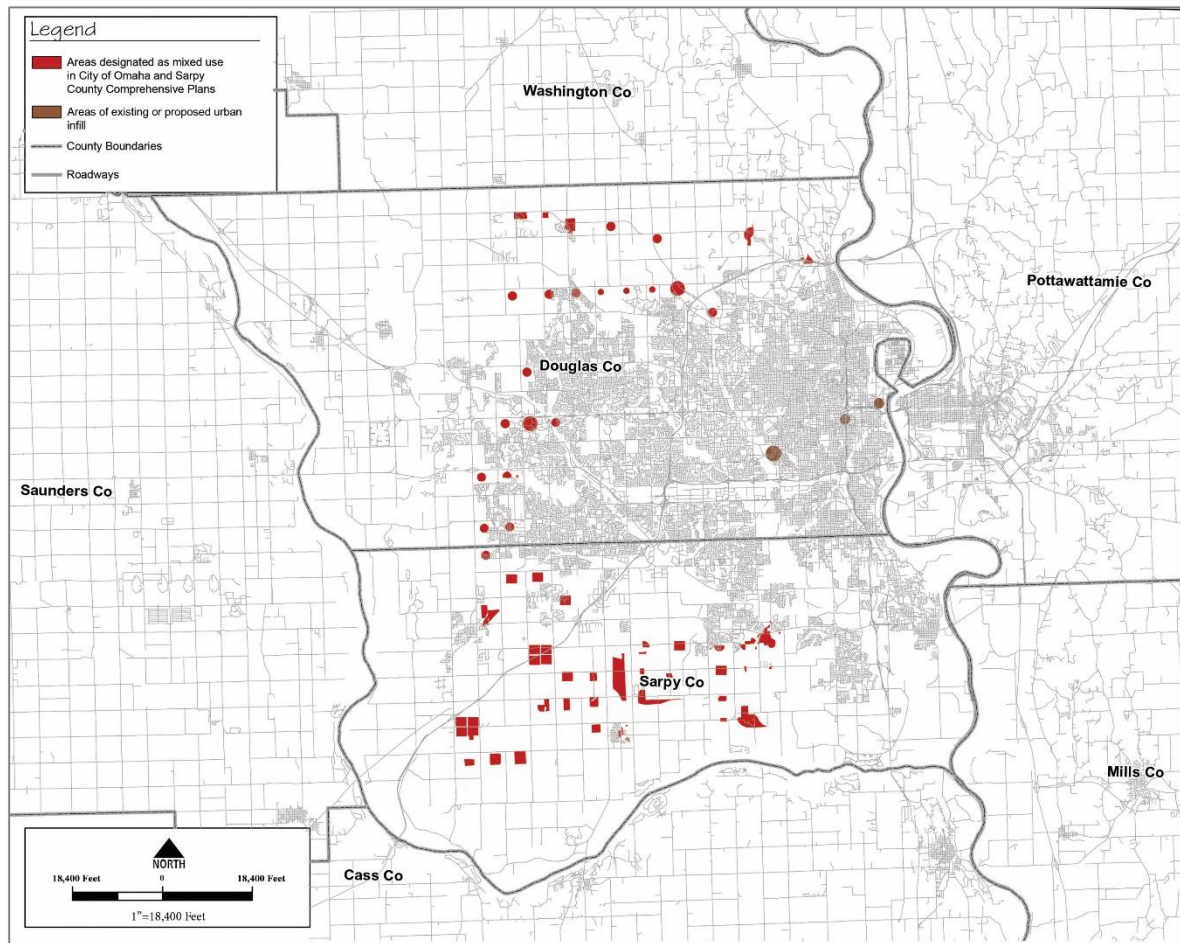 Legend
Areas designated as mixed use
in City of Omaha and Sarpy
County Comprehensive Plans
Areas of existing or proposed urban
infill
County Boundaries
Roadways
Washington Co
Pottawattamie Co
Douglas Co
Saunders Co
Sarpy Co
Mills Co
Cass Co
NORTH
18,400 Feet 0 18,400 Feet
1"=18,400 Feet